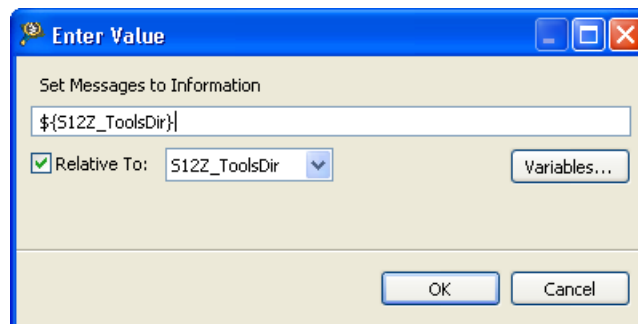 Enter Value
Set Messages to Information
${S12Z_ToolsDir}
Relative To: S12Z_ToolsDir Variables...
OK Cancel